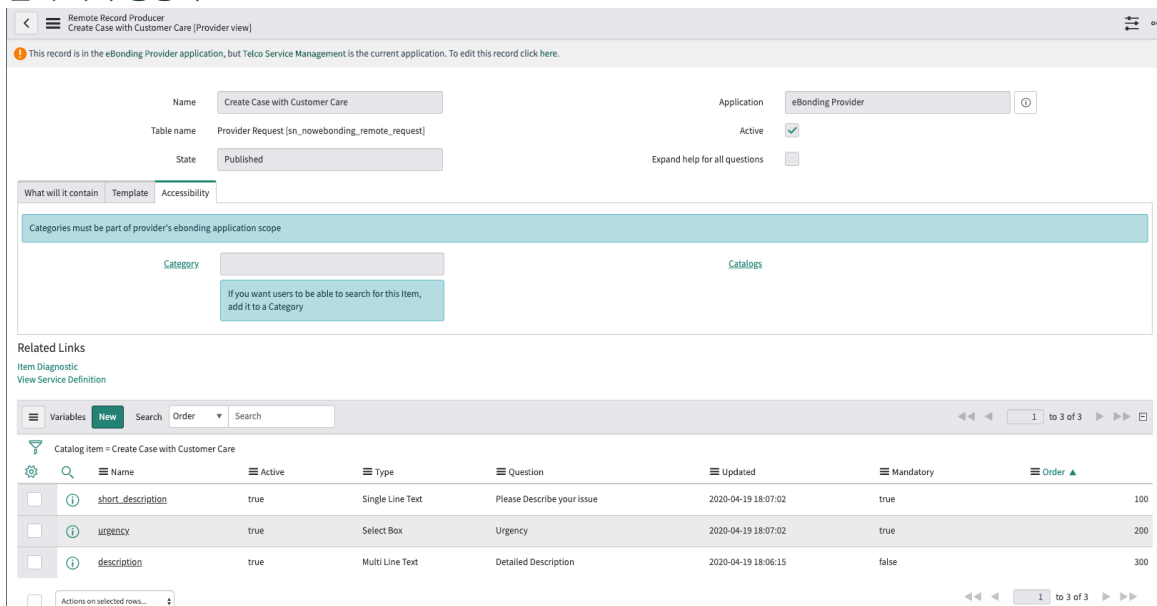 Remote Record Producer
Create Case with Customer Care [Provider view]
This record is in the eBonding Provider application, but Telco Service Management is the current application. To edit this record click here.
Name Create Case with Customer Care Application eBonding Provider
Table name Provider Request [sn_nowebonding_remote_request] Active
State Published Expand help for all questions
What will it contain Template Accessibility
Categories must be part of provider's ebonding application scope
Category Catalogs
If you want users to be able to search for this Item,
add it to a Category
Related Links
Item Diagnostic
View Service Definition
Variables New Search Order Search 1 to 3 of 3
Catalog item = Create Case with Customer Care
Name Active Type Question Updated Mandatory Order
short_description true Single Line Text Please Describe your issue 2020-04-19 18:07:02 true 100
urgency true Select Box Urgency 2020-04-19 18:07:02 true 200
description true Multi Line Text Detailed Description 2020-04-19 18:06:15 false 300
Actions on selected rows... 1 to 3 of 3